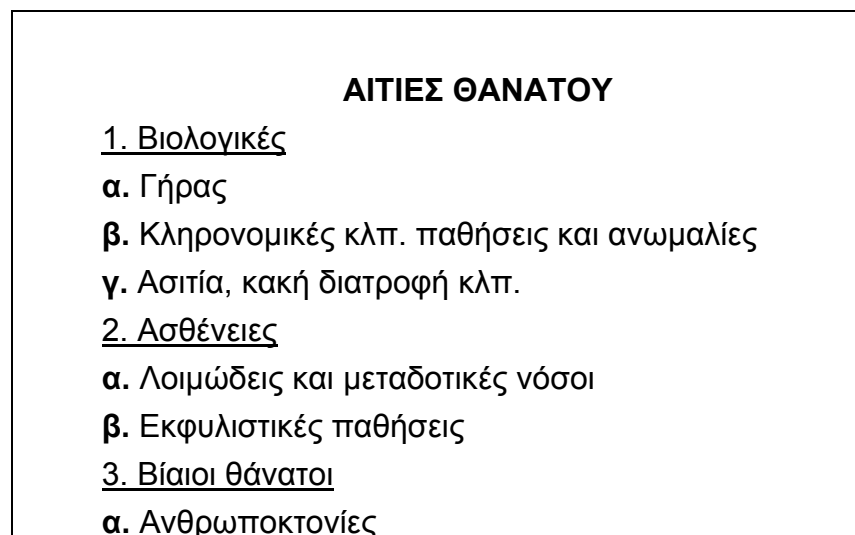 ΑΙΤΙΕΣ ΘΑΝΑΤΟΥ
1. Βιολογικές
α. Γήρας
β. Κληρονομικές κλπ. παθήσεις και ανωμαλίες
γ. Ασιτία, κακή διατροφή κλπ.
2. Ασθένειες
α. Λοιμώδεις και μεταδοτικές νόσοι
β. Εκφυλιστικές παθήσεις
3. Βίαιοι θάνατοι
α. Ανθρωποκτονίες